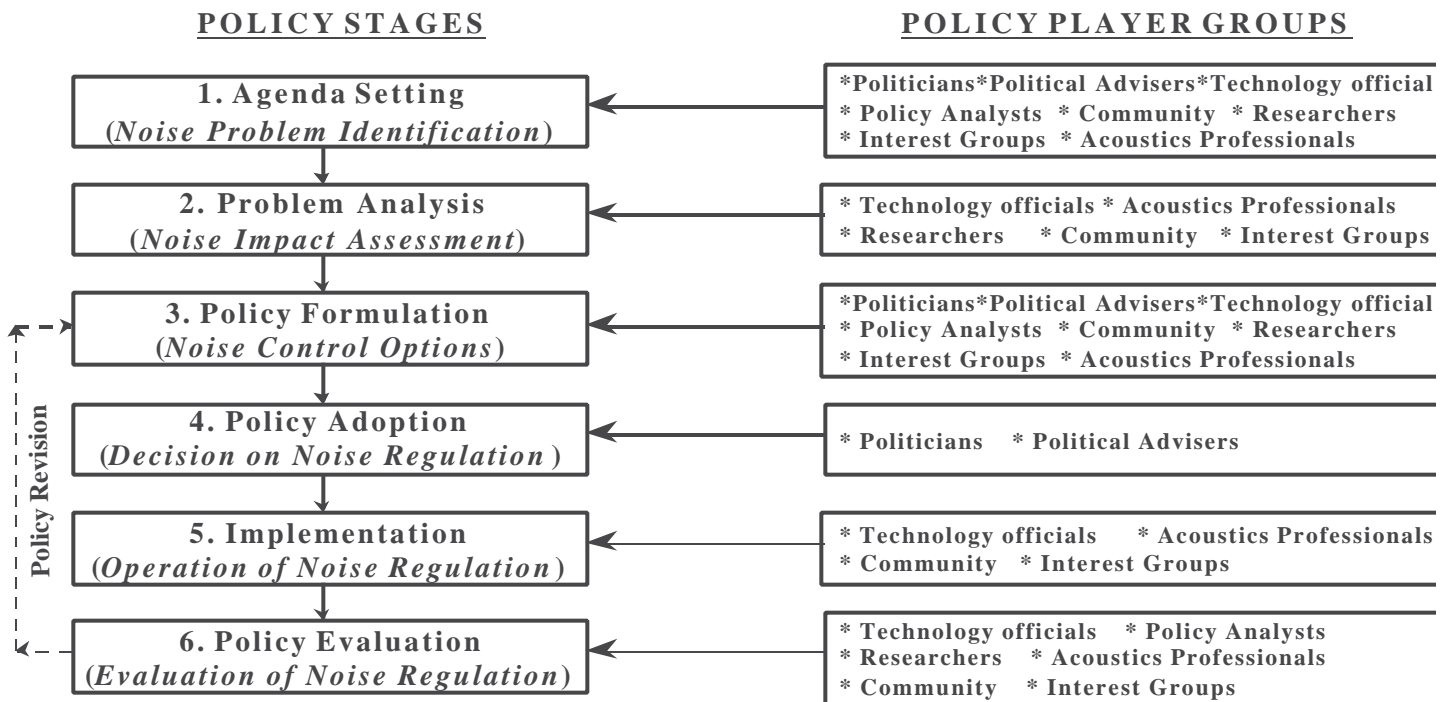 POLICY STAGES
POLICY PLAYER GROUPS
1. Agenda Setting
(Noise Problem Identification)
*Politicians*Political Advisers*Technology official
* Policy Analysts * Community * Researchers
* Interest Groups * Acoustics Professionals
2. Problem Analysis
(Noise Impact Assessment)
* Technology officials * Acoustics Professionals
* Researchers * Community * Interest Groups
3. Policy Formulation
(Noise Control Options)
*Politicians*Political Advisers*Technology official
* Policy Analysts * Community * Researchers
* Interest Groups * Acoustics Professionals
4. Policy Adoption
(Decision on Noise Regulation)
* Politicians * Political Advisers
5. Implementation
(Operation of Noise Regulation)
* Technology officials * Acoustics Professionals
* Community * Interest Groups
6. Policy Evaluation
(Evaluation of Noise Regulation)
* Technology officials * Policy Analysts
* Researchers * Acoustics Professionals
* Community * Interest Groups
Policy Revision